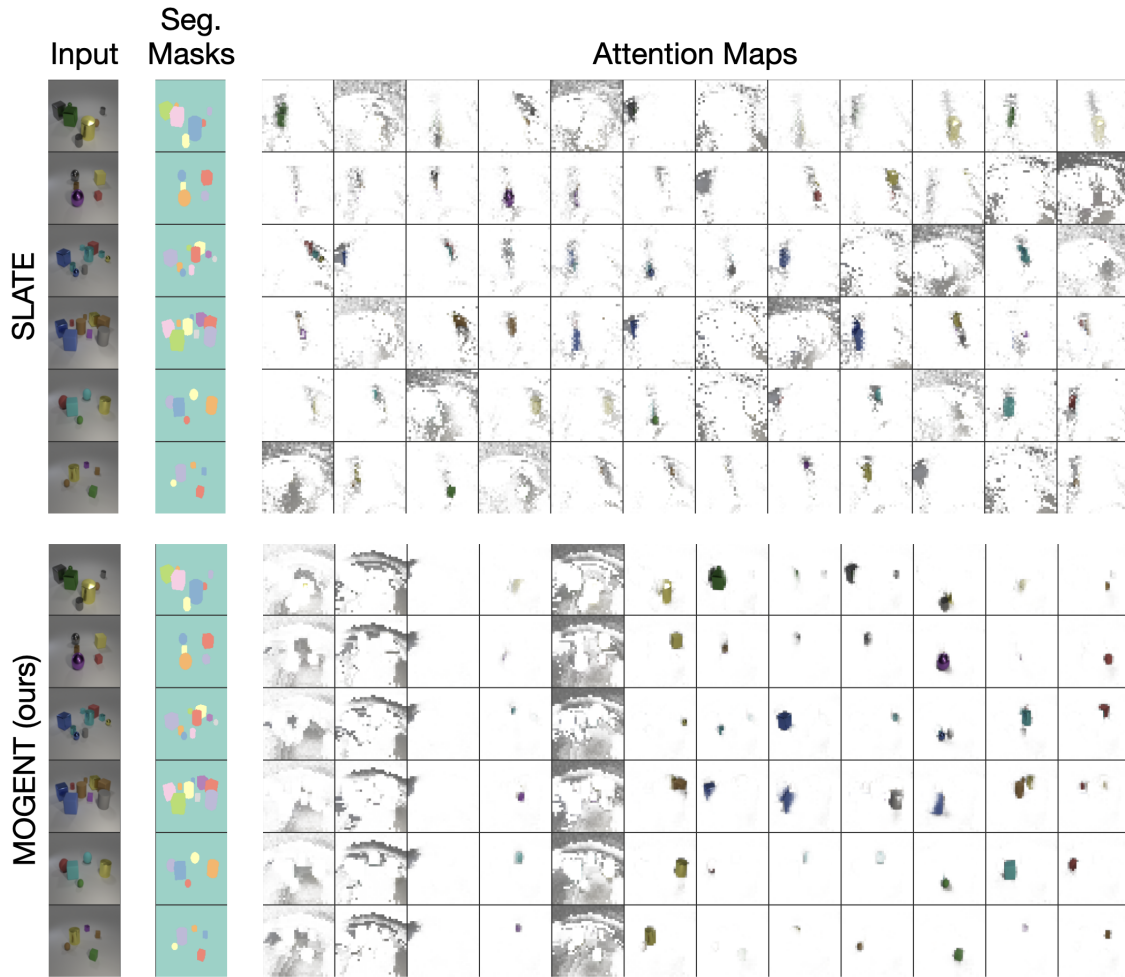 Input
Seg.
Masks
Attention Maps
SLATE
MOGENT (ours)